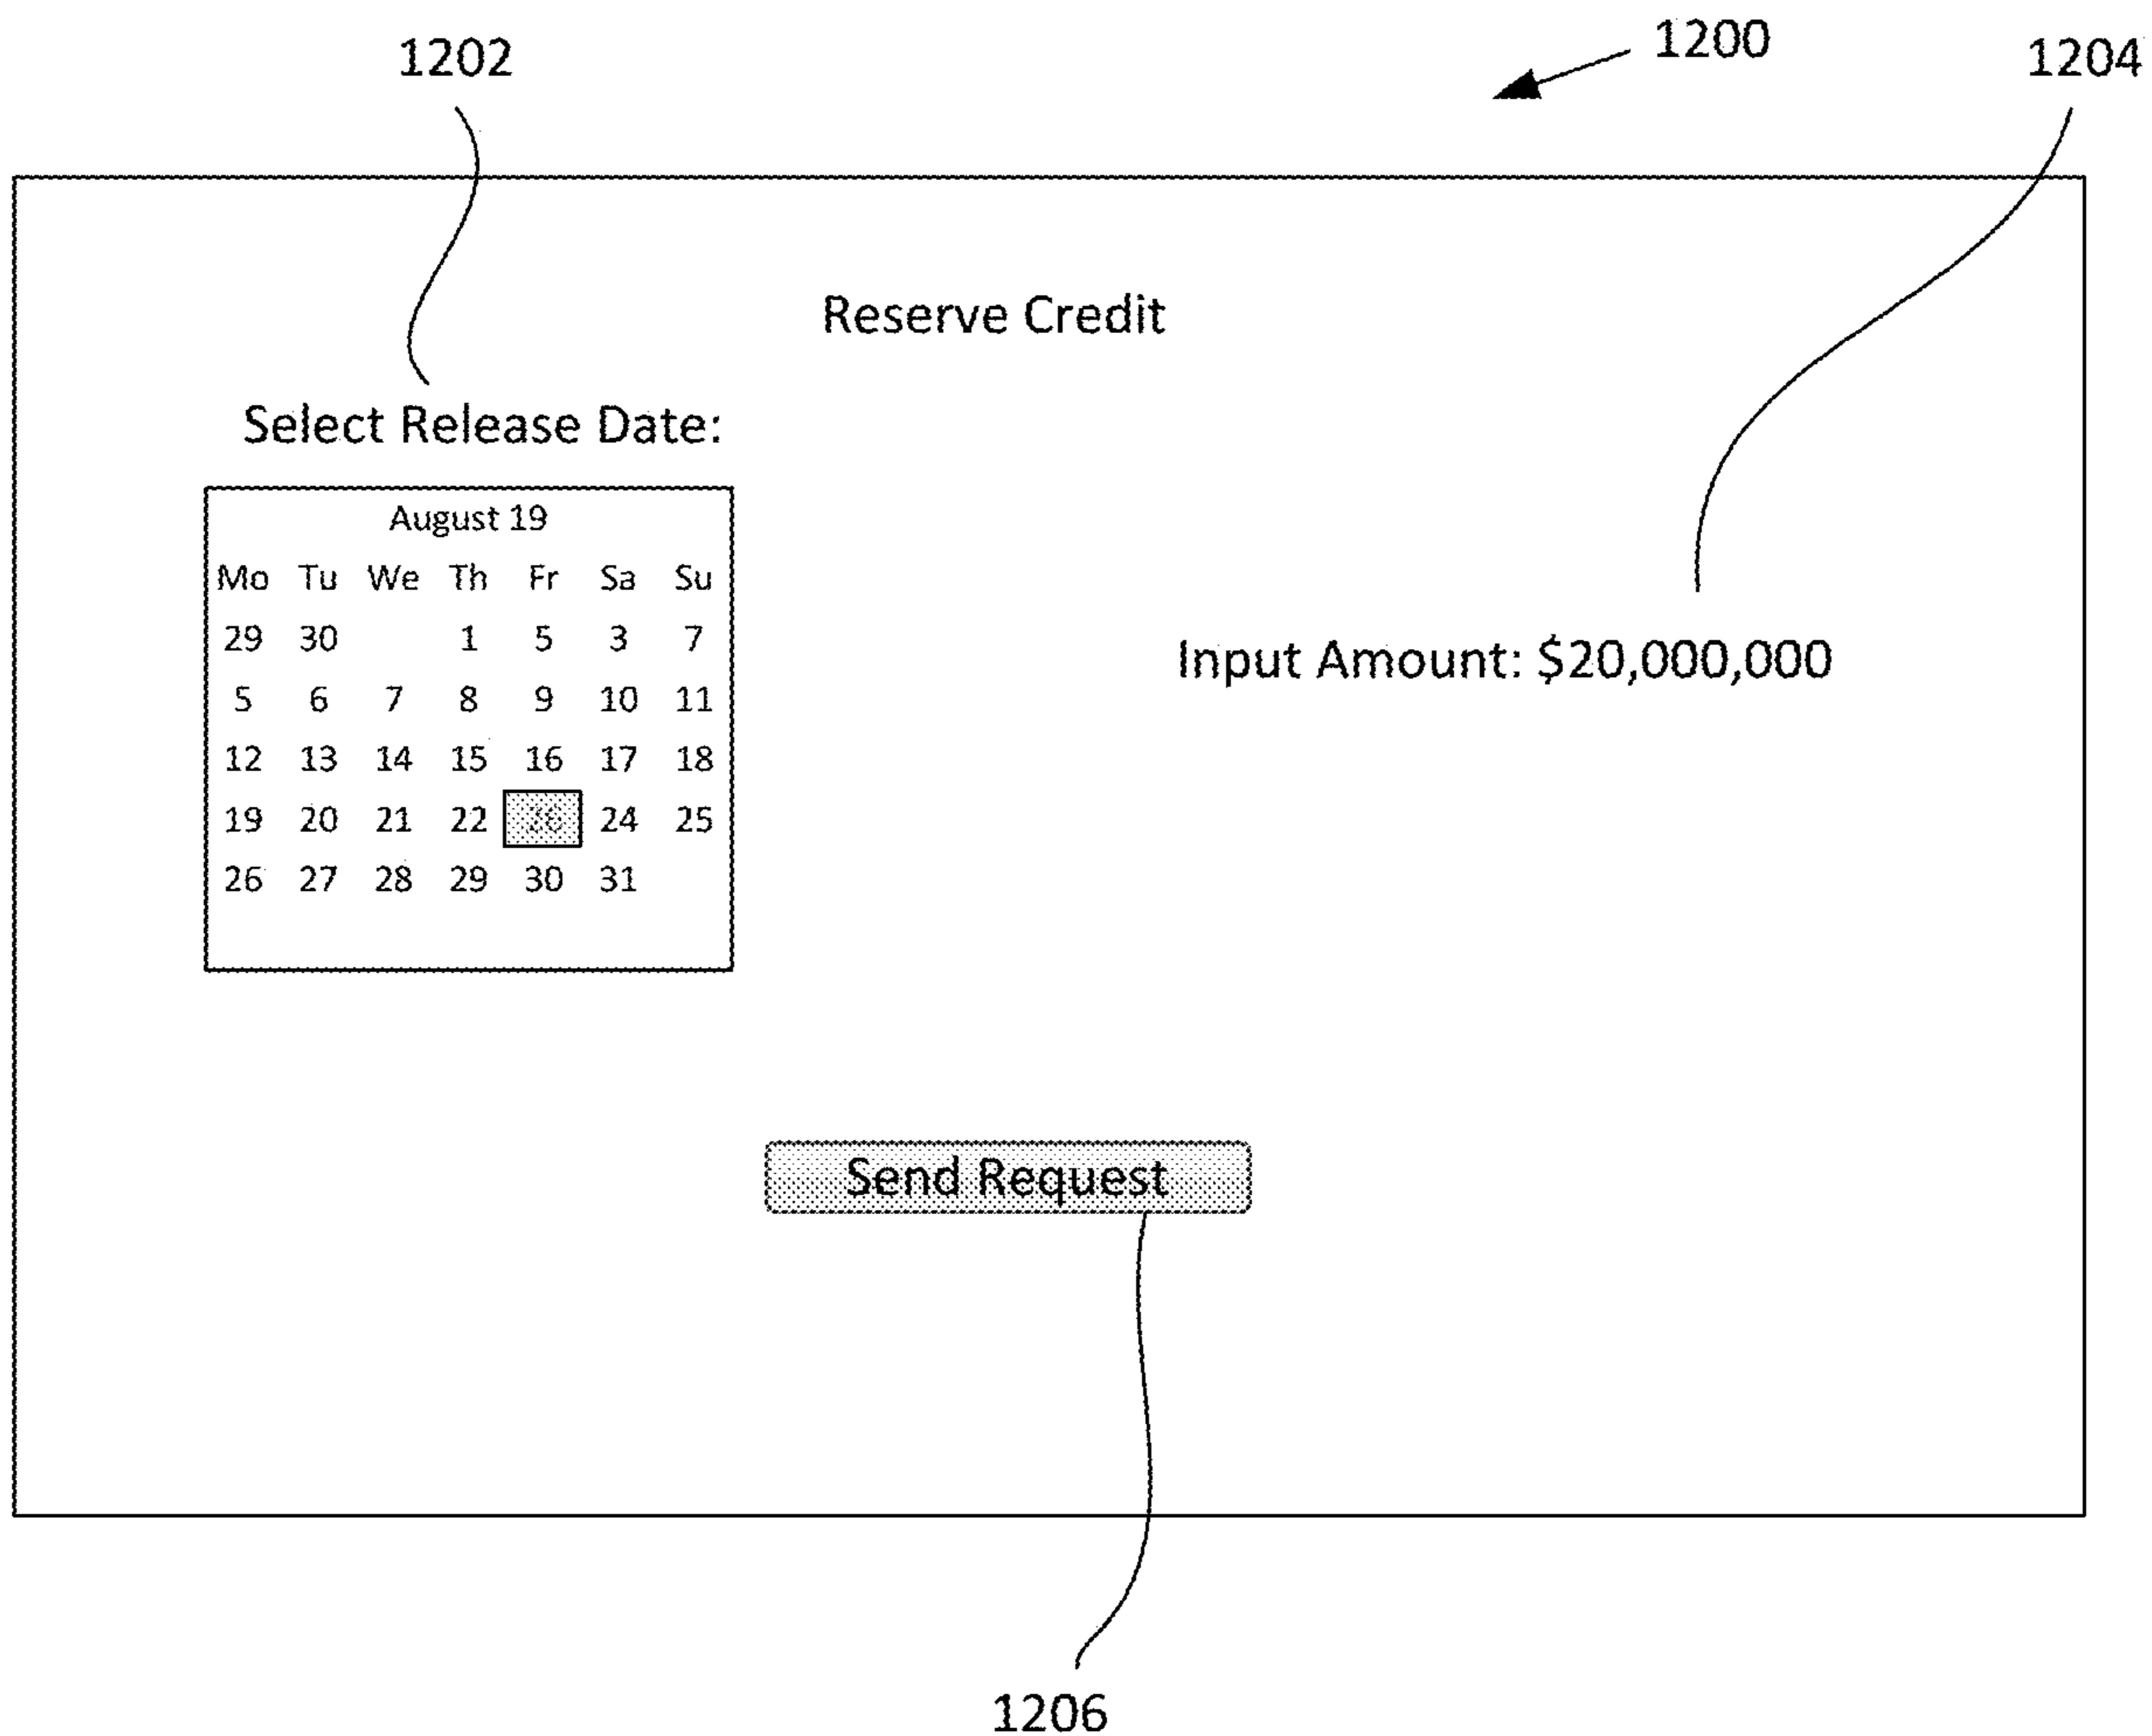 1202
1200
1204
Reserve Credit
Select Release Date:
August 19
Mo Tu We Th Fr Sa Su
29 30 1 5 3 7
5 6 7 8 9 10 11
12 13 14 15 16 17 18
19 20 21 22 24 25
26 27 28 29 30 31
Input Amount: $20,000,000
Send Request
1206